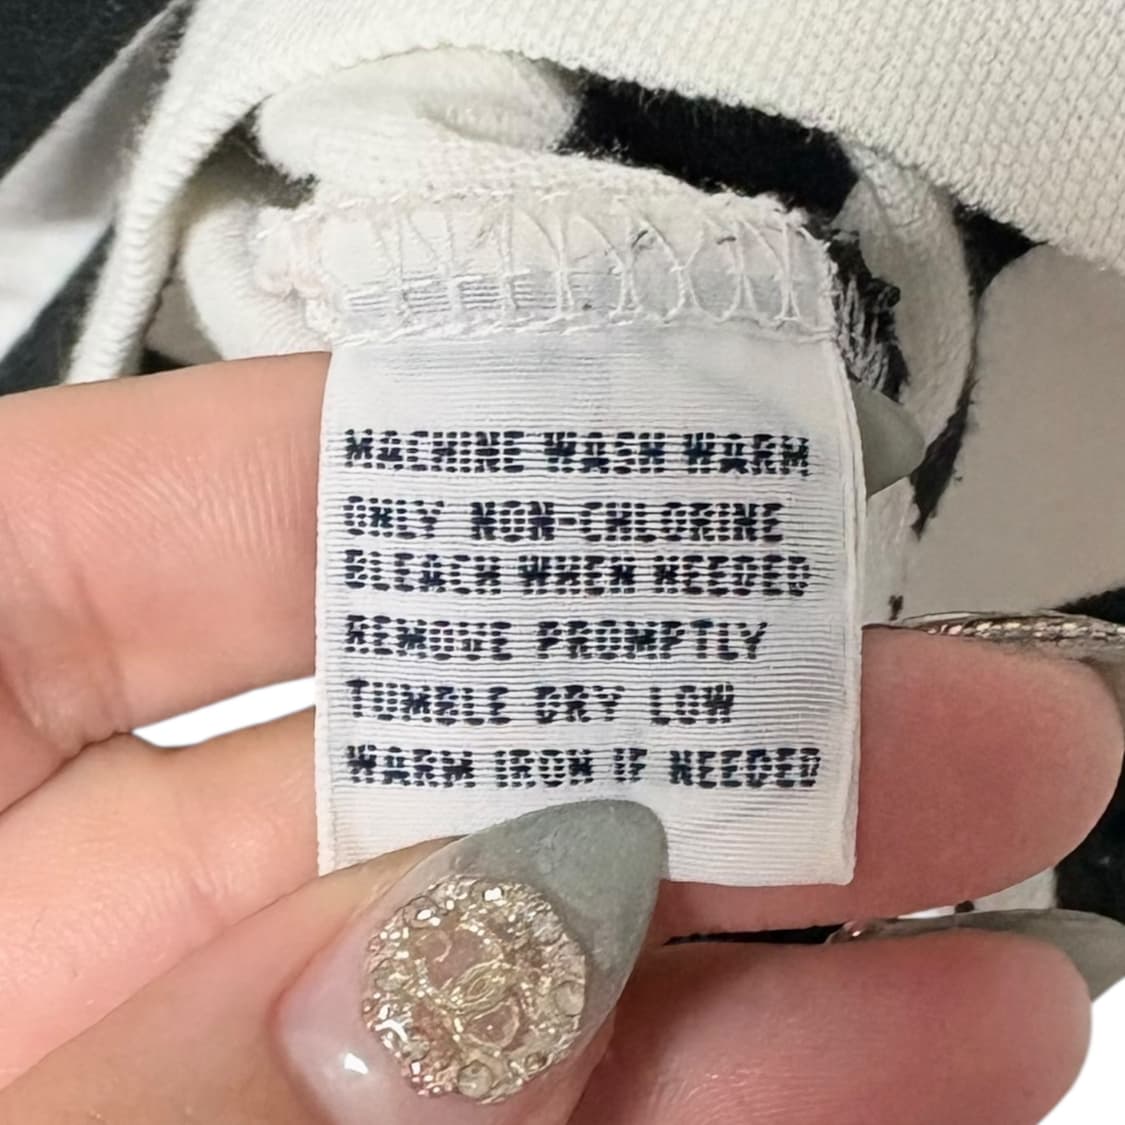 MACHINE WASH WARM
ONLY NON-CHLORINE
BLEACH WHEN NEEDED
REMOVE PROMPTLY
TUMBLE DRY LOW
WARM IRON IF NEEDED